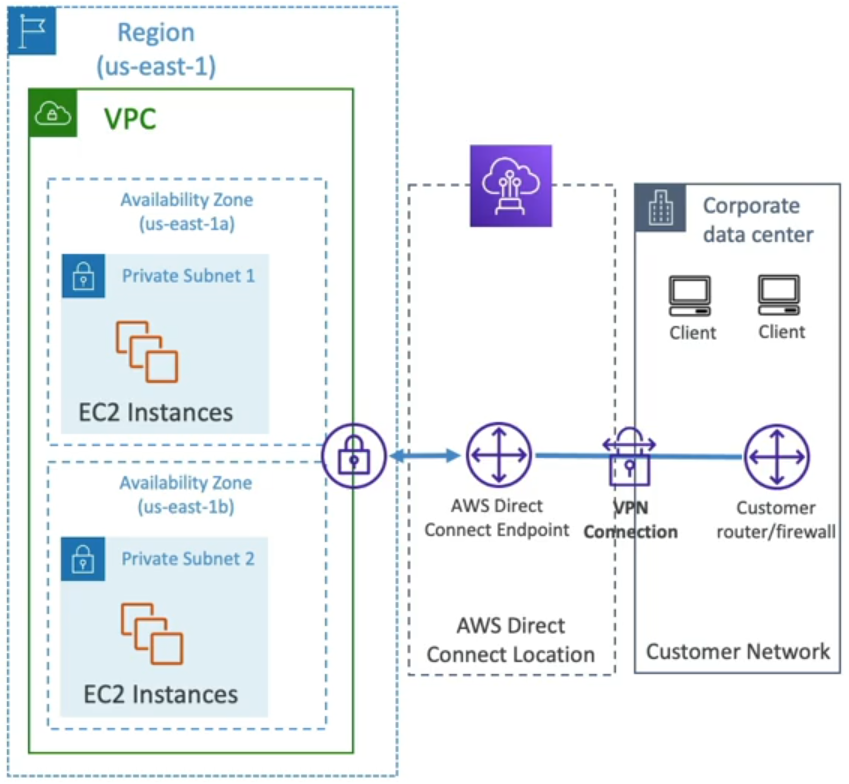 Region
(us-east-1)
VPC
Availability Zone
(us-east-1a)
Private Subnet 1
EC2 Instances
Availability Zone
(us-east-1b)
Private Subnet 2
EC2 Instances
AWS Direct
Connect Endpoint
AWS Direct
Connect Location
VPN
Connection
Corporate
data center
Client
Client
Customer
router/firewall
Customer Network